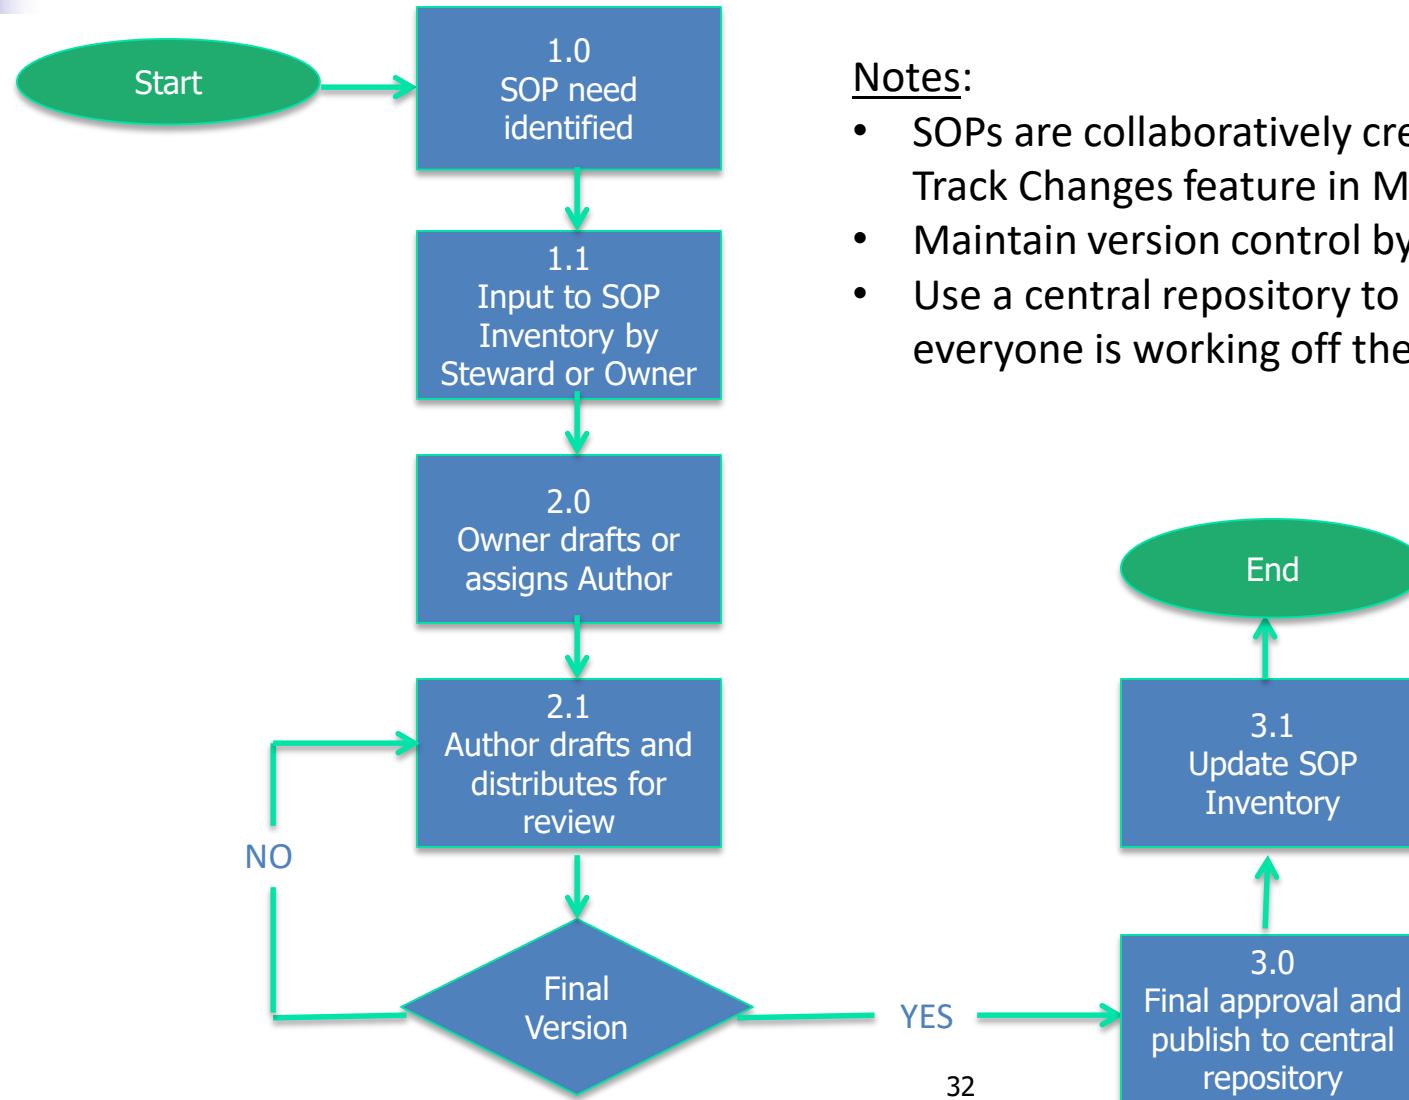 Start
1.0
SOP need
identified
1.1
Input to SOP
Inventory by
Steward or Owner
2.0
Owner drafts or
assigns Author
2.1
Author drafts and
distributes for
review
NO
Final
Version
YES
3.0
Final approval and
publish to central
repository
3.1
Update SOP
Inventory
End
Notes:
• SOPs are collaboratively
Track Changes feature in
• Maintain version control by
• Use a central repository to
everyone is working off the
32